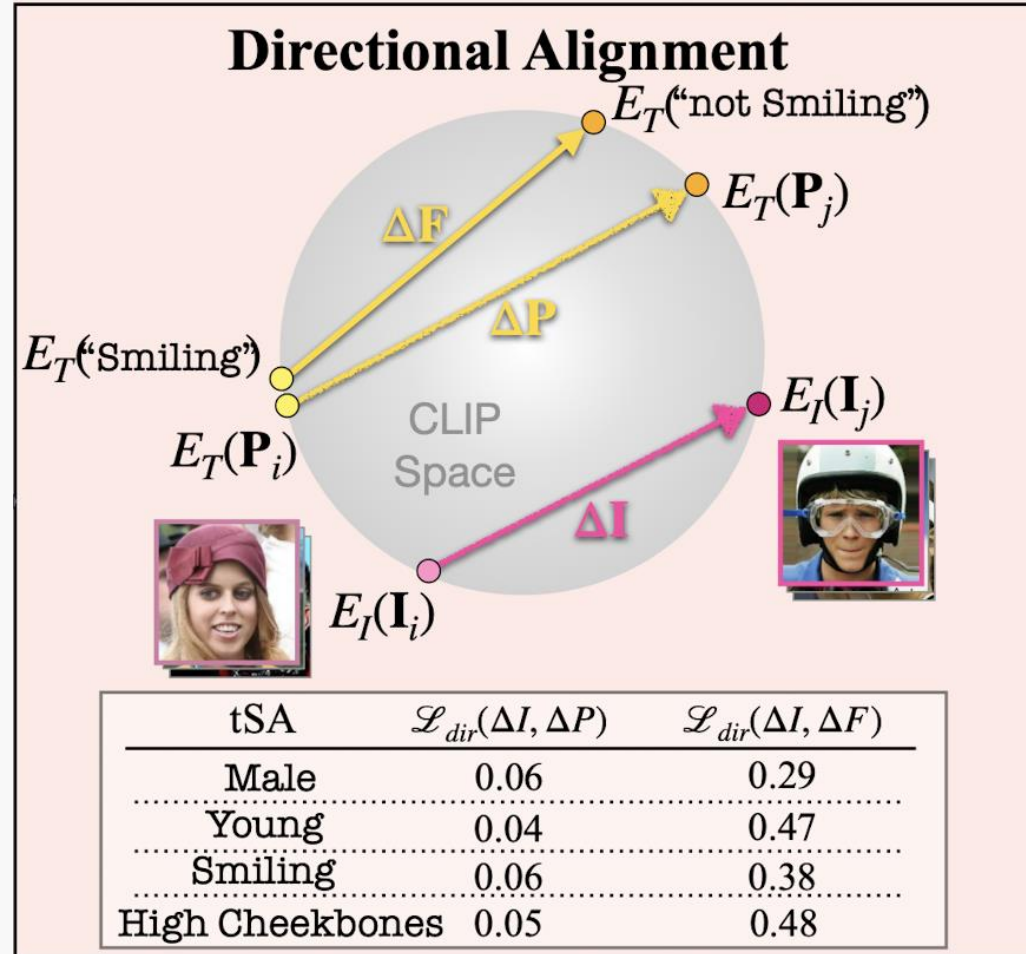 Directional Alignment
E_T("not Smiling")
E_T(P_j)
ΔF
ΔP
E_T("Smiling")
E_T(P_i)
CLIP
Space
E_I(I_j)
ΔI
E_I(I_i)
tSA ℒ_dir(ΔI, ΔP) ℒ_dir(ΔI, ΔF)
Male 0.06 0.29
Young 0.04 0.47
Smiling 0.06 0.38
High Cheekbones 0.05 0.48